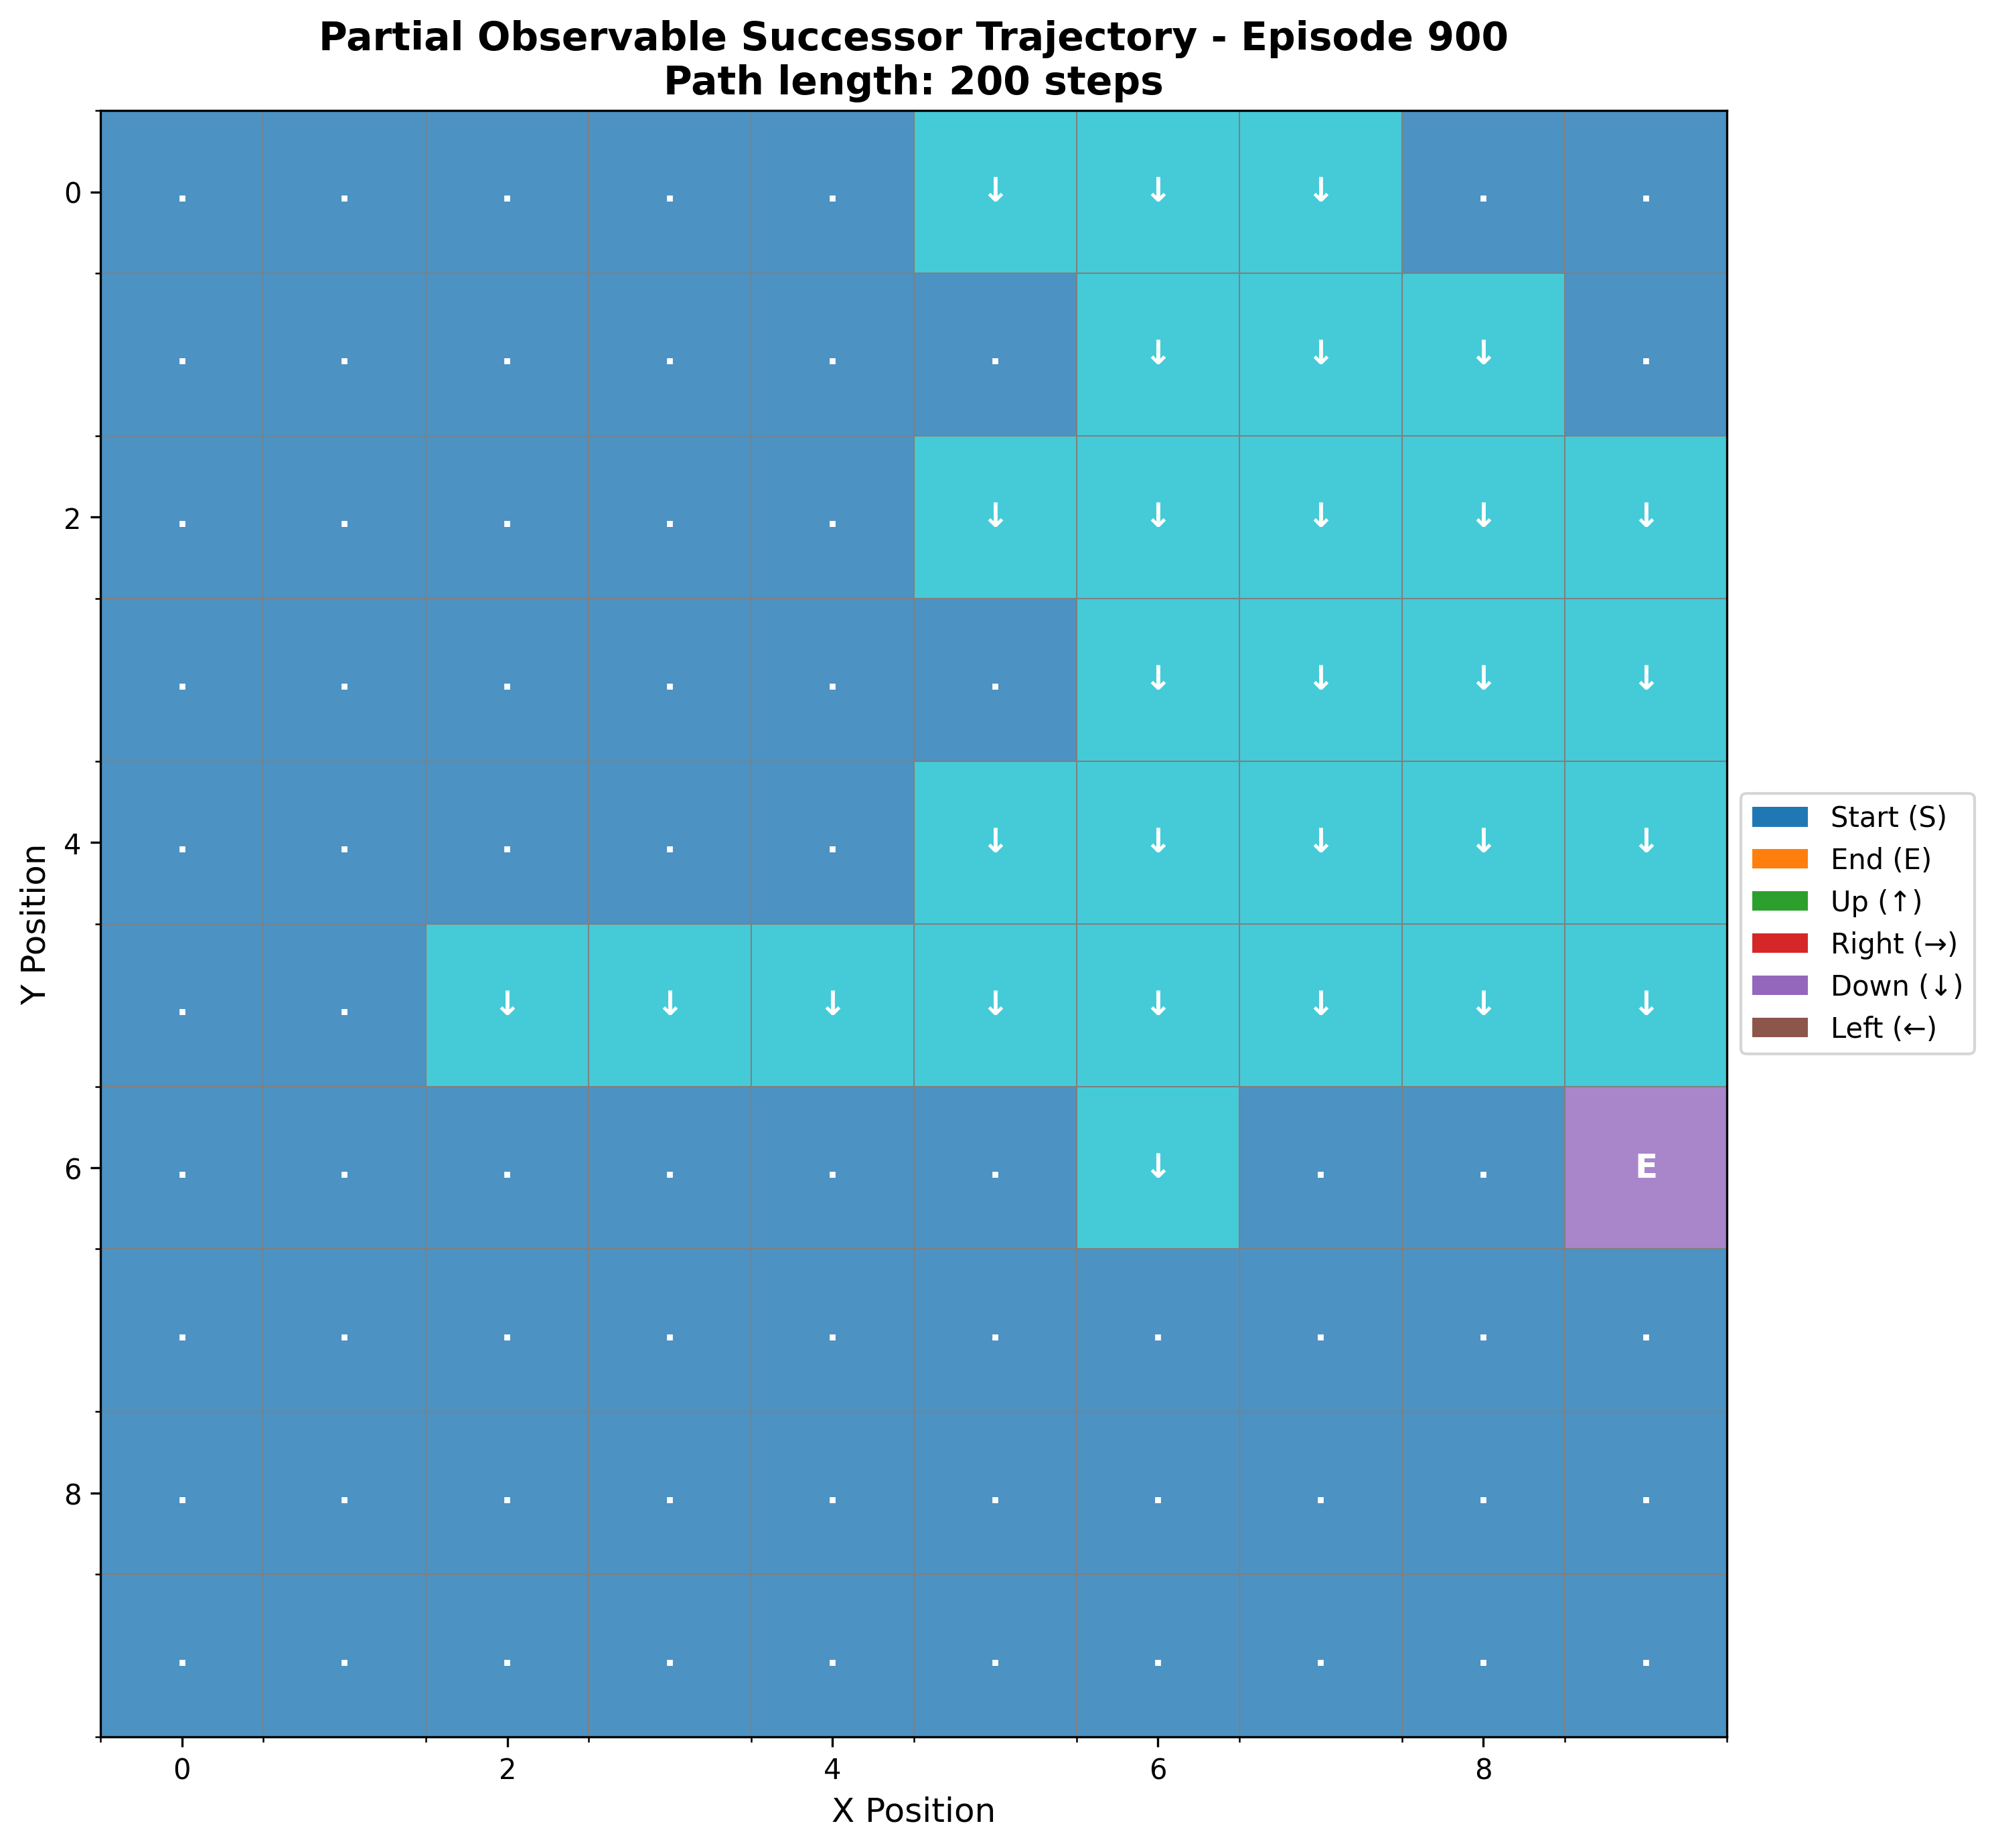 Partial Observable Successor Trajectory - Episode 900
Path length: 200 steps
0 . . . . . ↓ ↓ ↓ . .
. . . . . . ↓ ↓ ↓ .
2 . . . . . ↓ ↓ ↓ ↓ ↓
. . . . . . ↓ ↓ ↓ ↓
4 . . . . . ↓ ↓ ↓ ↓ ↓
. . ↓ ↓ ↓ ↓ ↓ ↓ ↓ ↓
6 . . . . . . ↓ . . E
. . . . . . . . . .
8 . . . . . . . . . .
. . . . . . . . . .
0 2 4 6 8
X Position
Y Position
Start (S)
End (E)
Up (↑)
Right (→)
Down (↓)
Left (←)